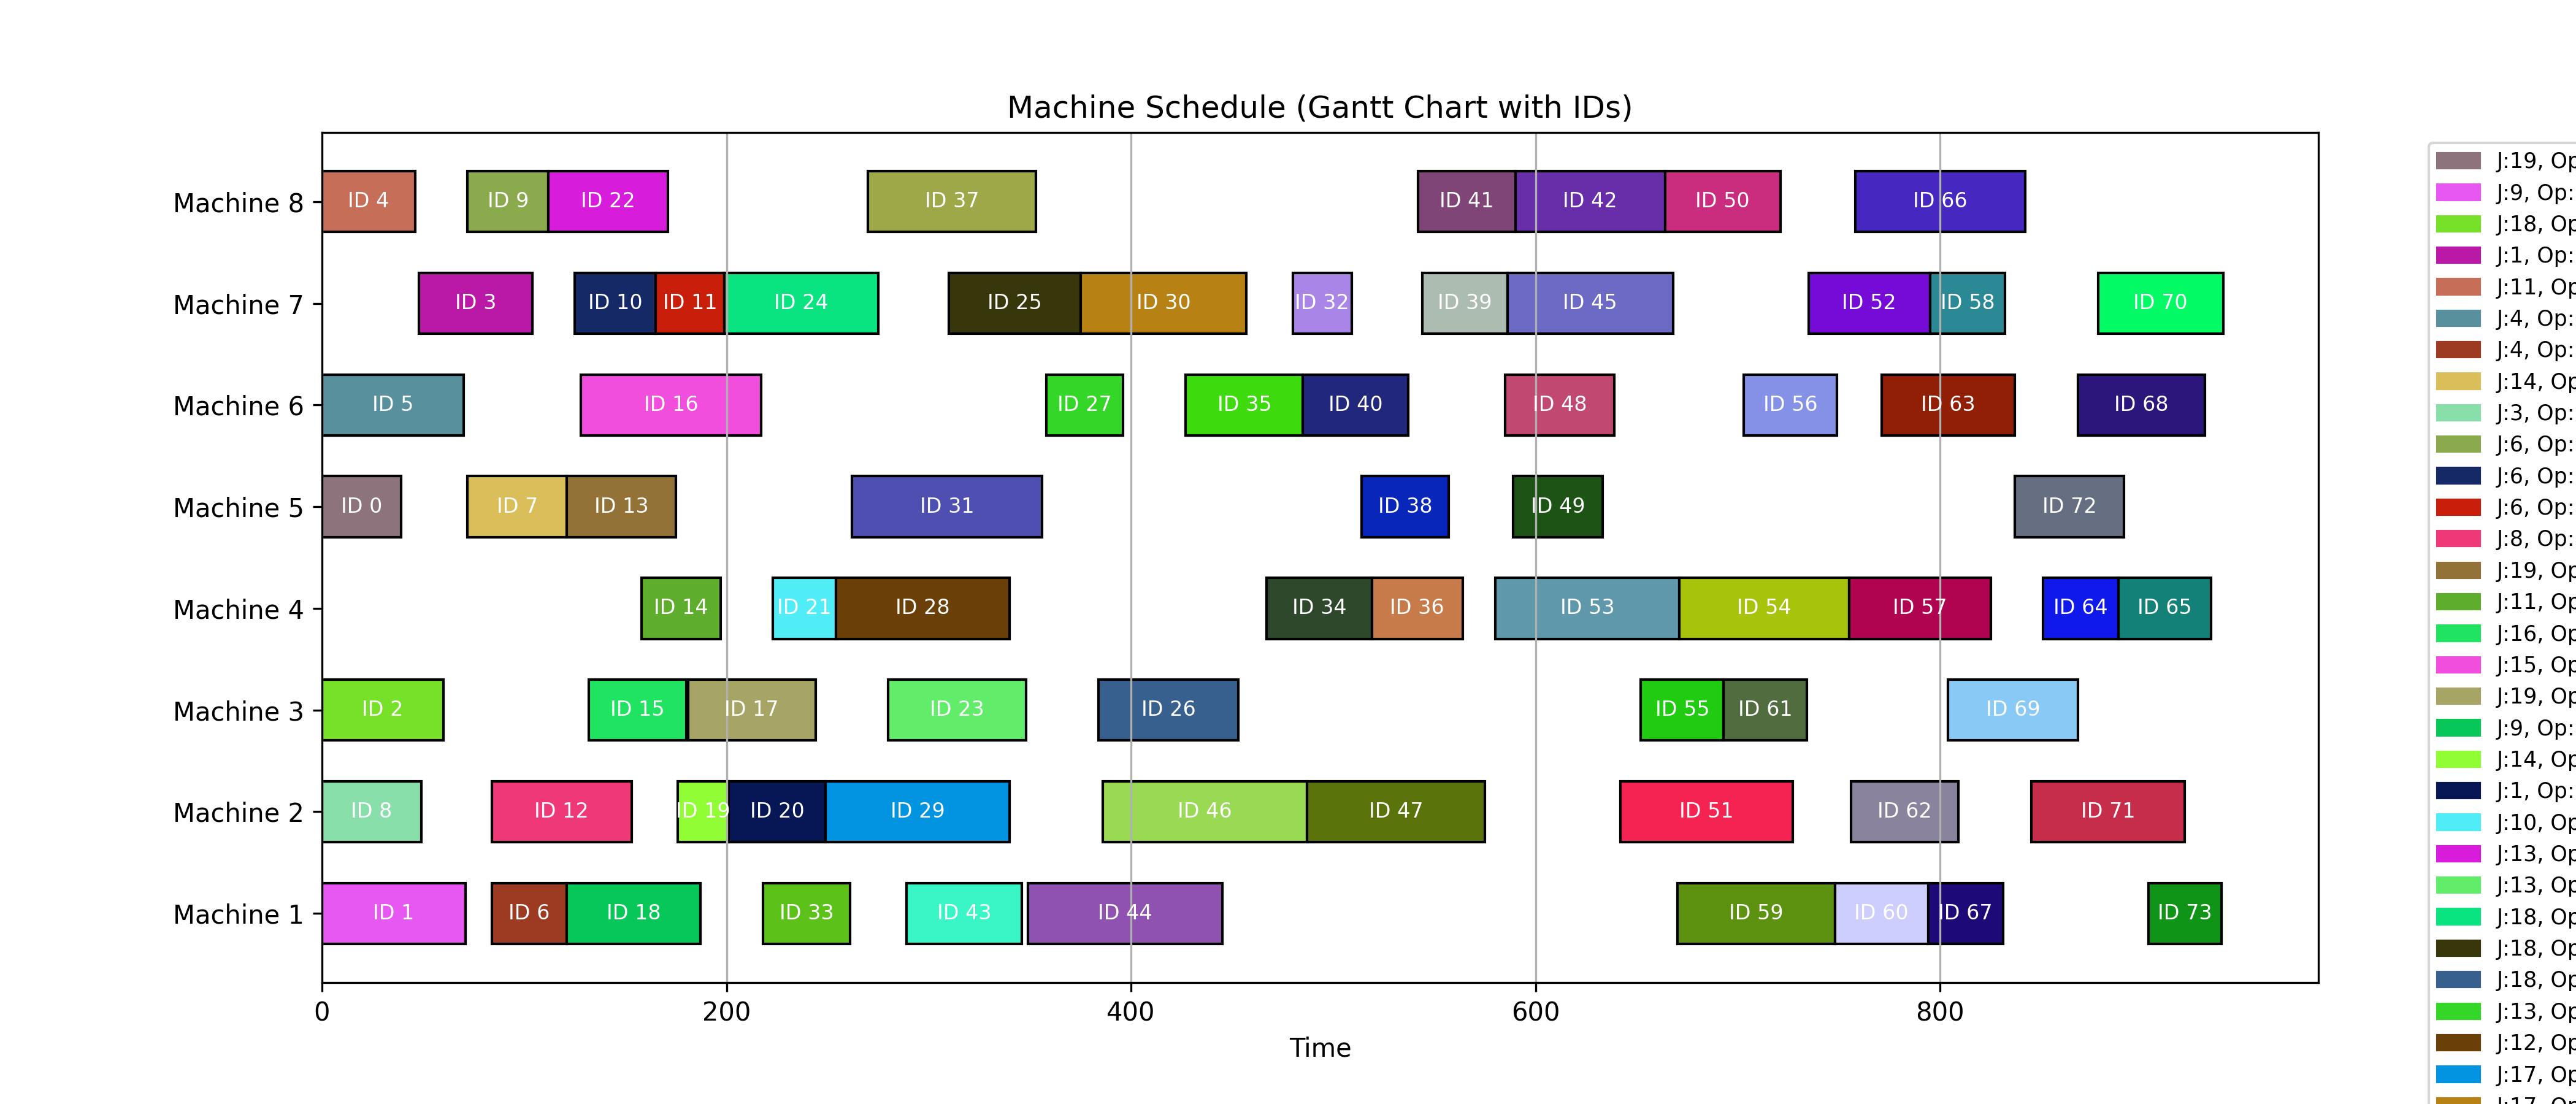 Machine Schedule (Gantt Chart with IDs)
Machine 8
ID 4
ID 9
ID 22
ID 37
ID 41
ID 42
ID 50
ID 66
Machine 7
ID 3
ID 10
ID 11
ID 24
ID 25
ID 30
ID 32
ID 39
ID 45
ID 52
ID 58
ID 70
Machine 6
ID 5
ID 16
ID 27
ID 35
ID 40
ID 48
ID 56
ID 63
ID 68
Machine 5
ID 0
ID 7
ID 13
ID 31
ID 38
ID 49
ID 72
Machine 4
ID 14
ID 21
ID 28
ID 34
ID 36
ID 53
ID 54
ID 57
ID 64
ID 65
Machine 3
ID 2
ID 15
ID 17
ID 23
ID 26
ID 55
ID 61
ID 69
Machine 2
ID 8
ID 12
ID 19
ID 20
ID 29
ID 46
ID 47
ID 51
ID 62
ID 71
Machine 1
ID 1
ID 6
ID 18
ID 33
ID 43
ID 44
ID 59
ID 60
ID 67
ID 73
0 200 400 600 800
Time
J:19, Op
J:9, Op:
J:18, Op
J:1, Op:
J:11, Op
J:4, Op:
J:4, Op:
J:14, Op
J:3, Op:
J:6, Op:
J:6, Op:
J:6, Op:
J:8, Op:
J:19, Op
J:11, Op
J:16, Op
J:15, Op
J:19, Op
J:9, Op:
J:14, Op
J:1, Op:
J:10, Op
J:13, Op
J:13, Op
J:18, Op
J:18, Op
J:18, Op
J:13, Op
J:12, Op
J:17, Op
J:17, Op